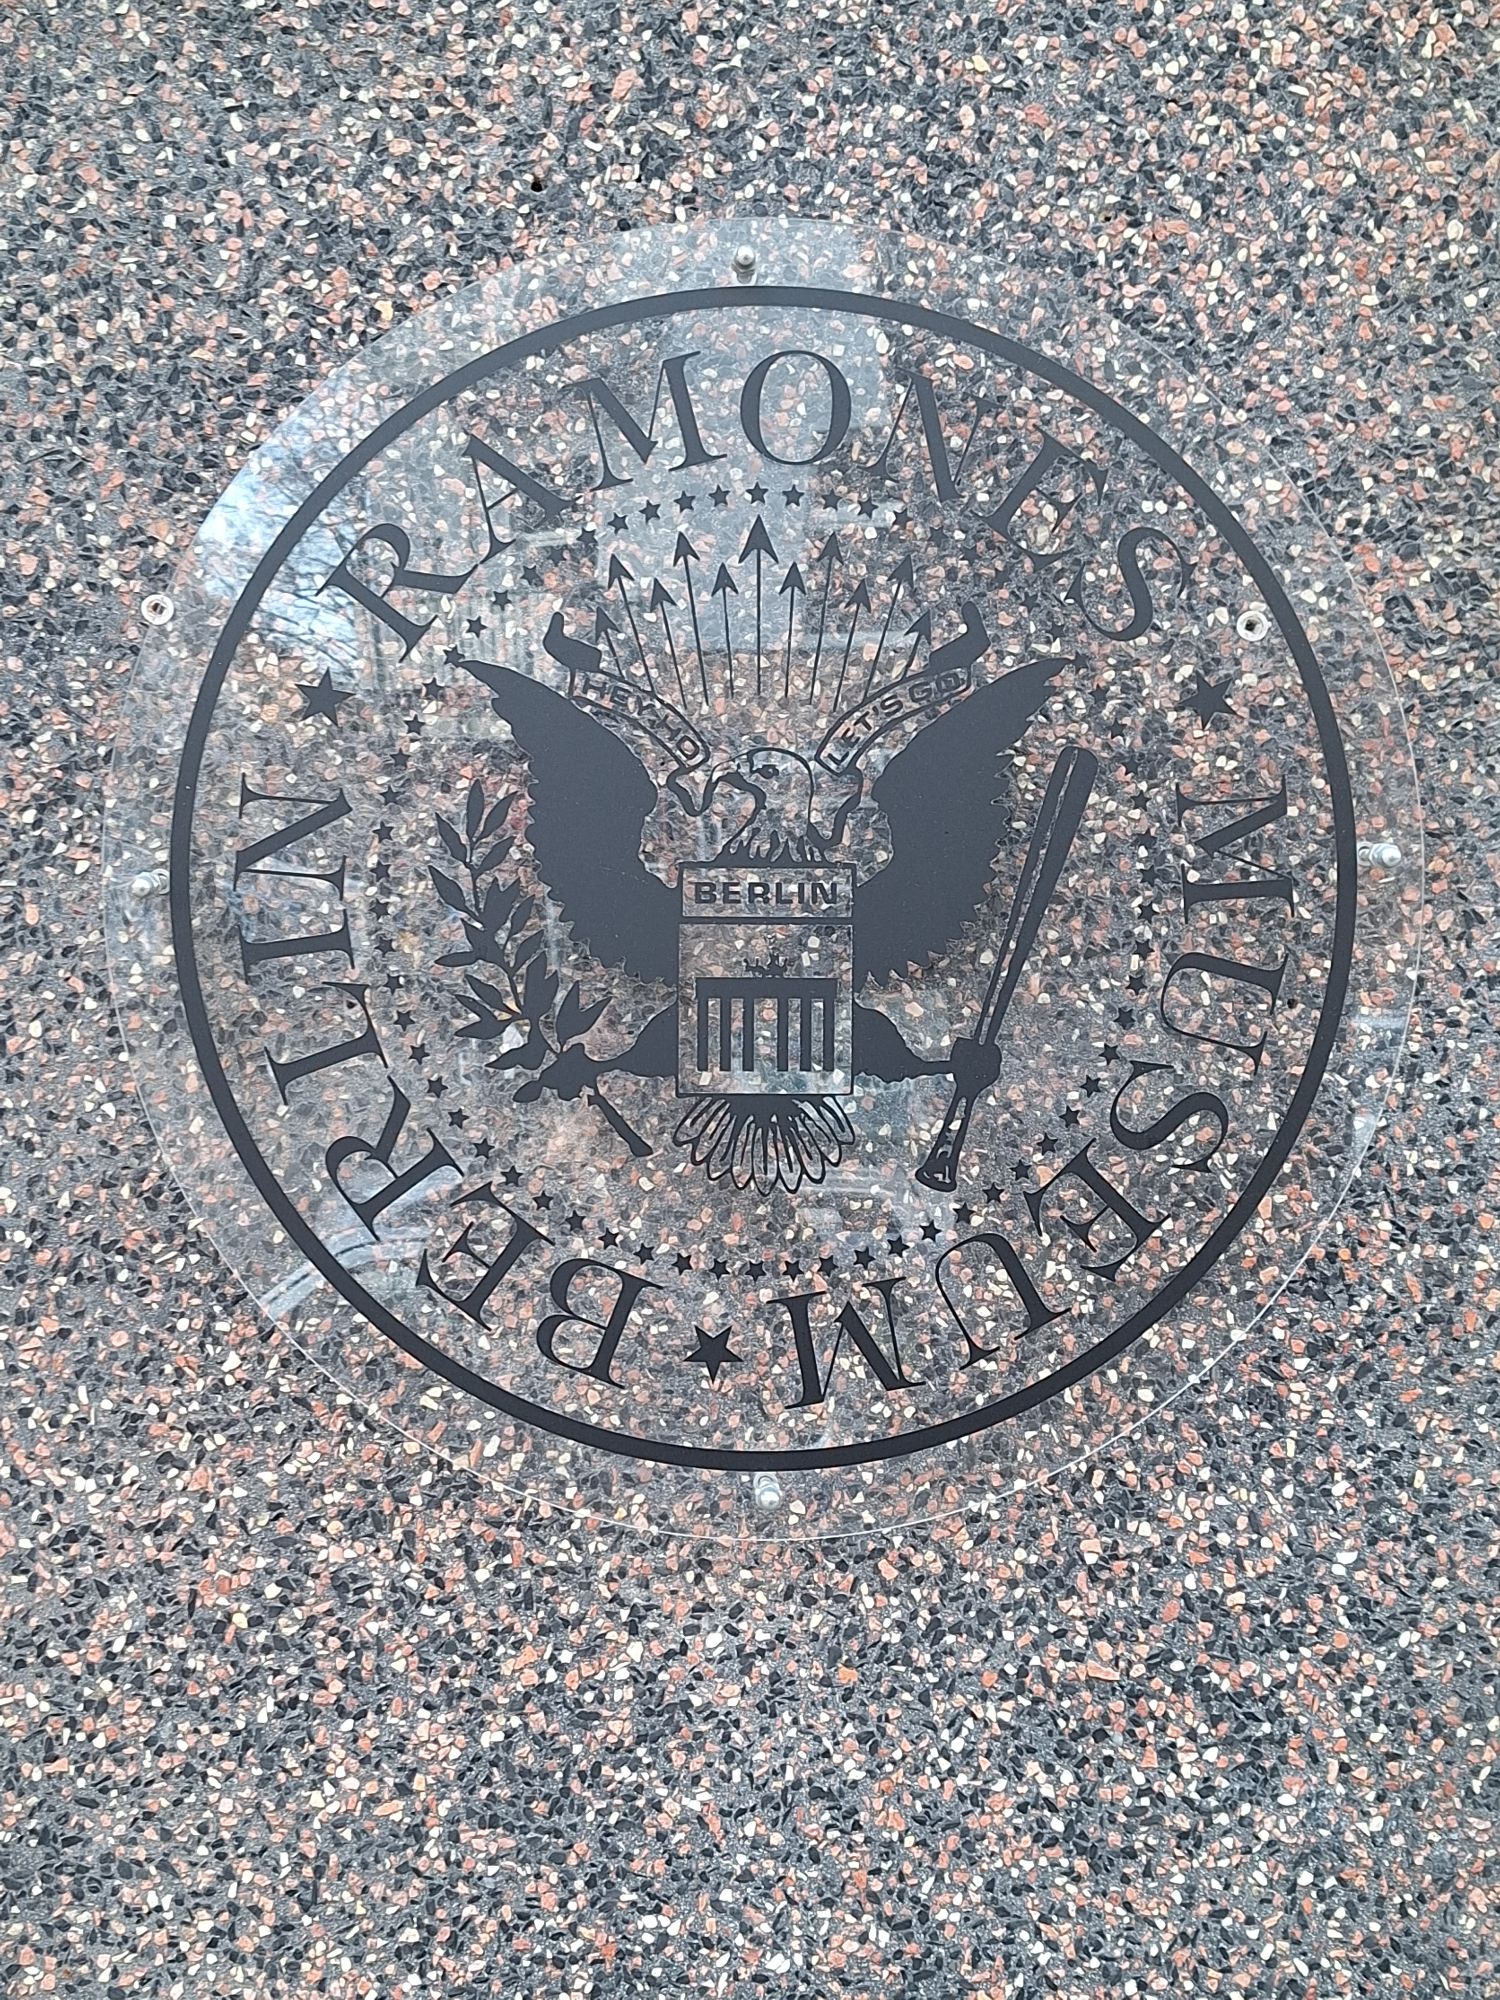 RAMONES MUSEUM BERLIN
HEY HO
LET'S GO
BERLIN